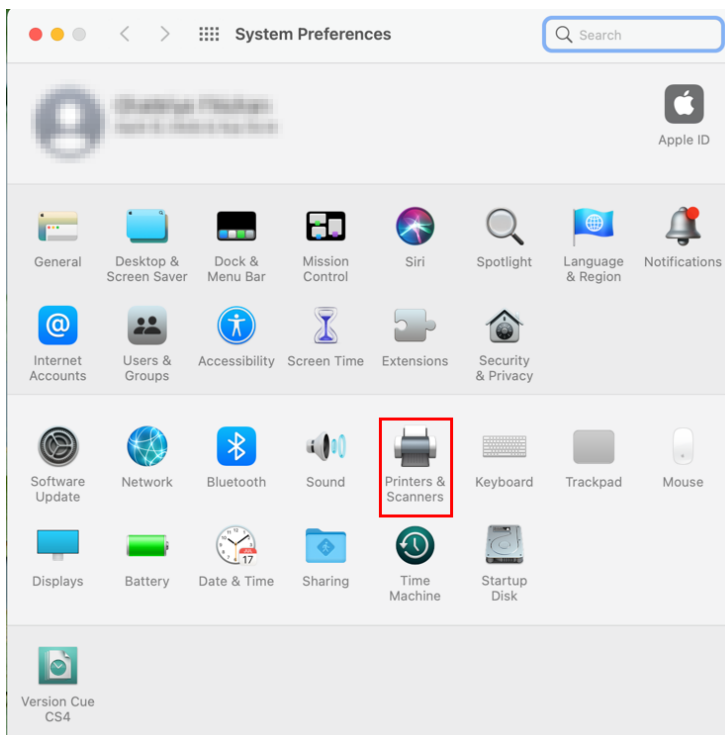 System Preferences
Search
Apple ID
General
Desktop &
Screen Saver
Dock &
Menu Bar
Mission
Control
Siri
Spotlight
Language
& Region
Notifications
Internet
Accounts
Users &
Groups
Accessibility
Screen Time
Extensions
Security
& Privacy
Software
Update
Network
Bluetooth
Sound
Printers &
Scanners
Keyboard
Trackpad
Mouse
Displays
Battery
JUL
17
Date & Time
Sharing
Time
Machine
Startup
Disk
Version Cue
CS4